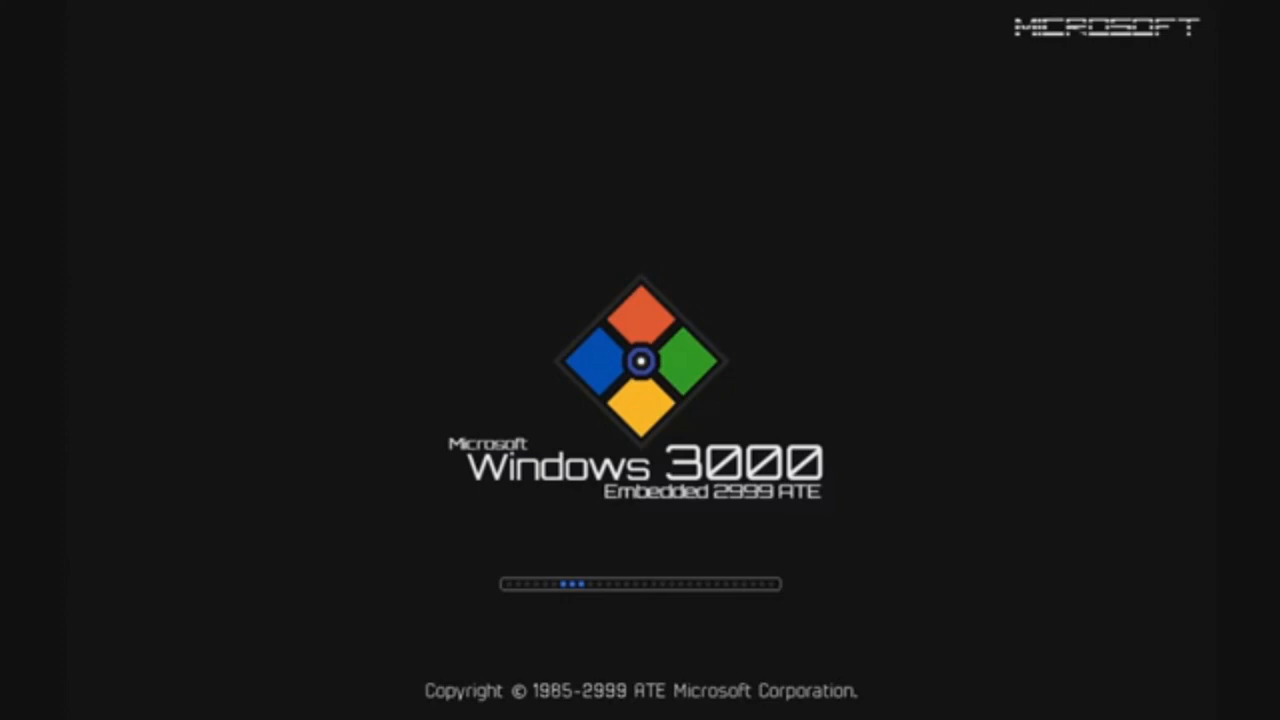 MICROSOFT
Microsoft
Windows 3000
Embedded 2999 ATE
Copyright © 1985-2999 ATE Microsoft Corporation.